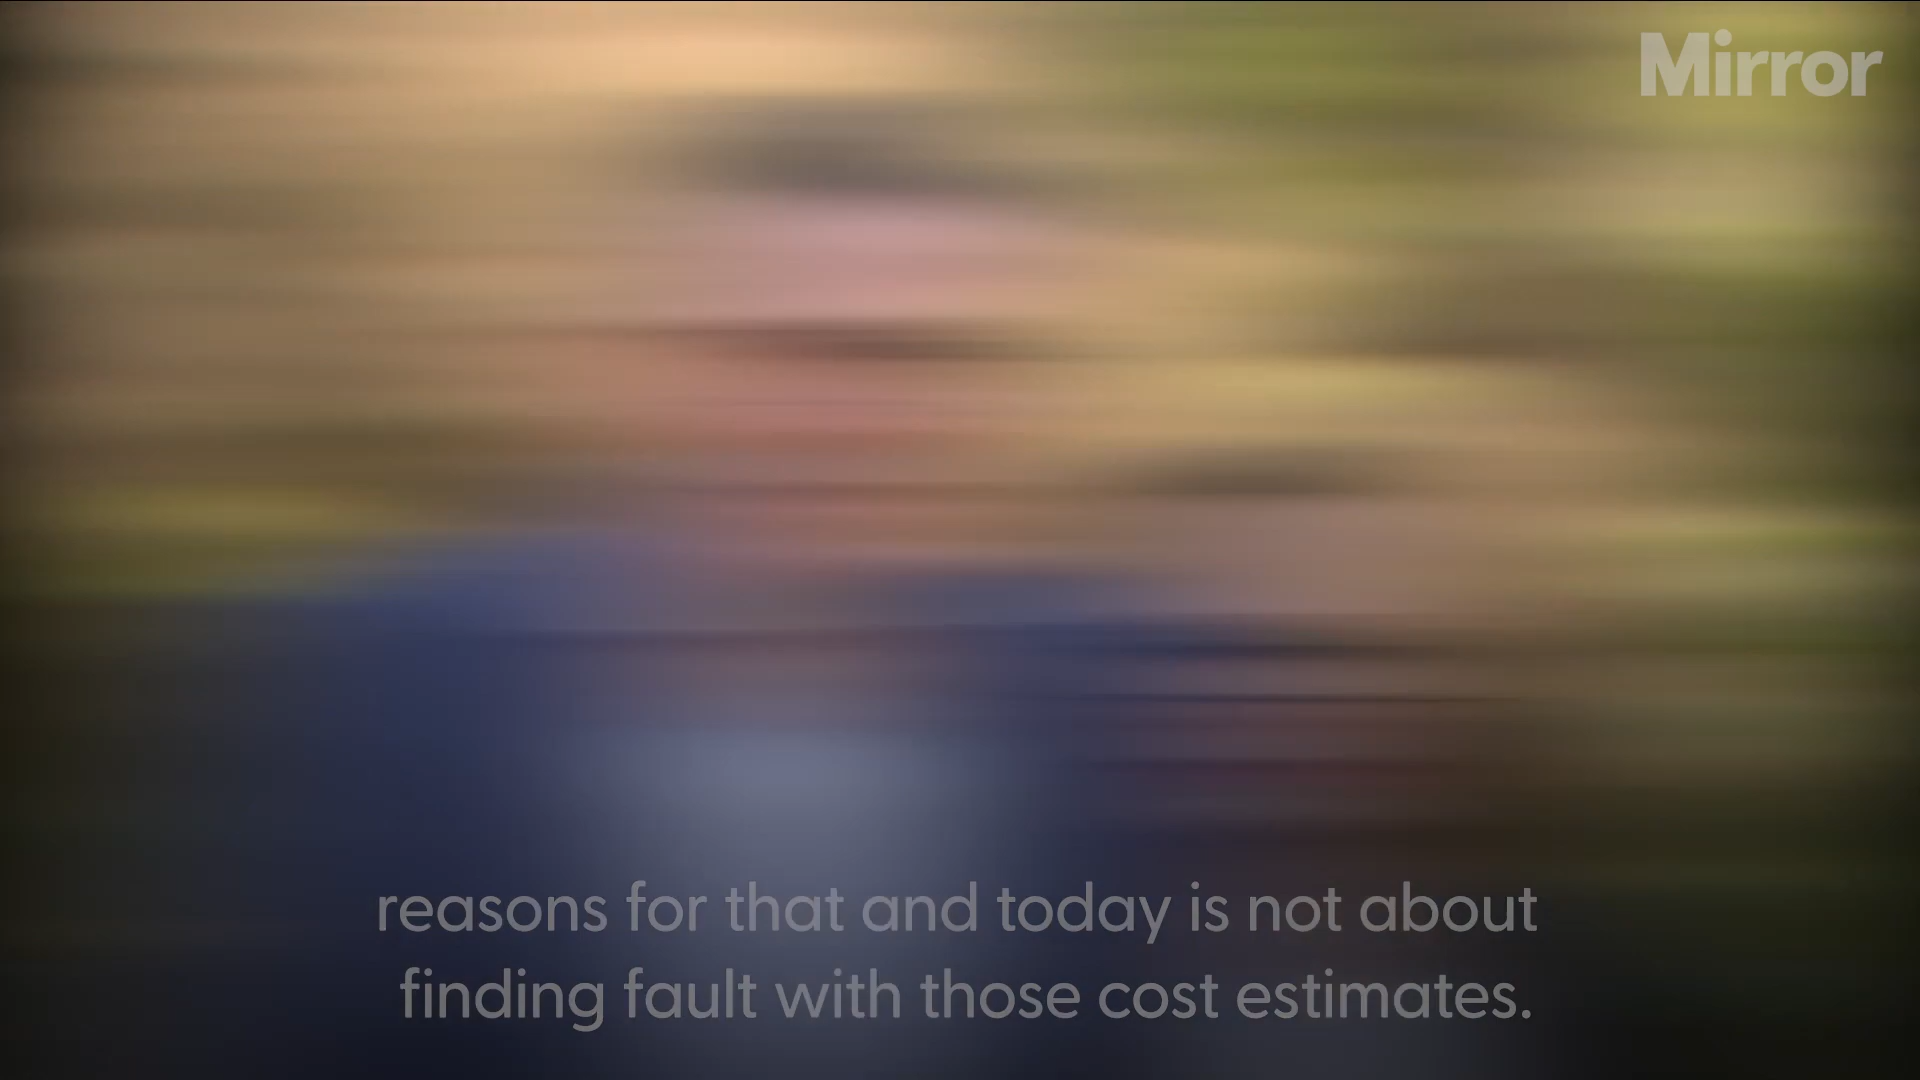 Mirror
reasons for that and today is not about
finding fault with those cost estimates.